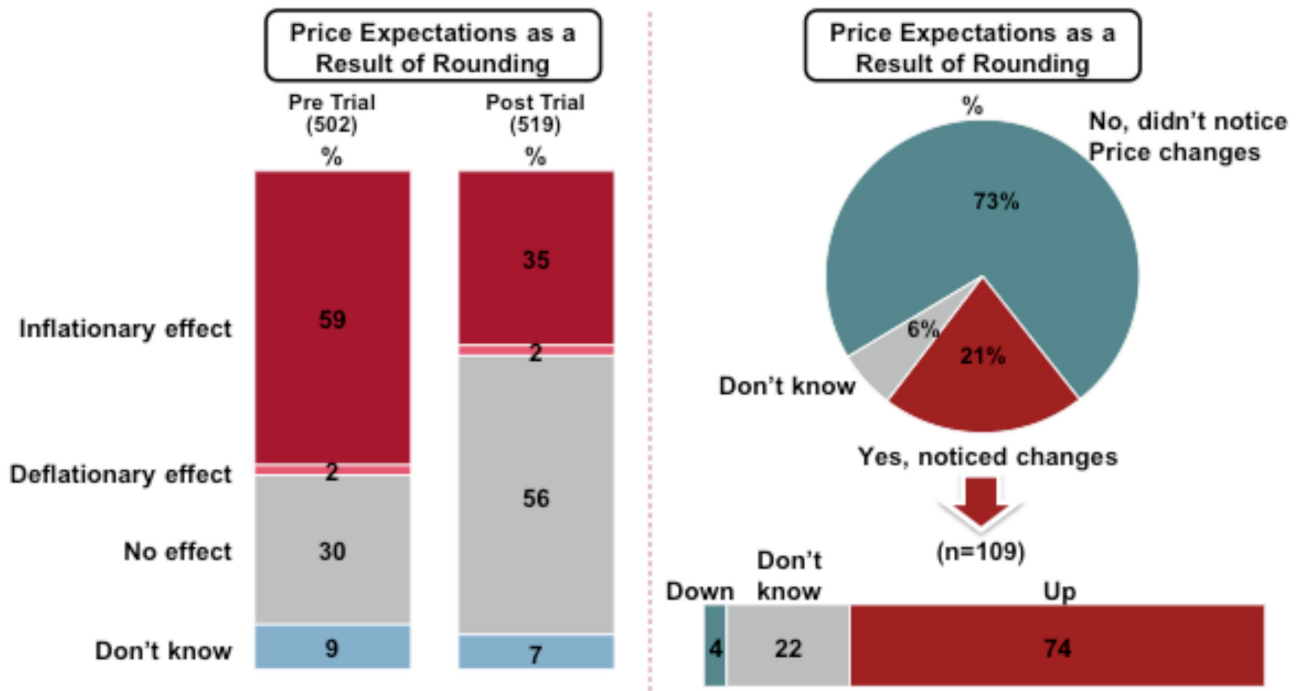 Price Expectations as a
Result of Rounding
Pre Trial
(502)
%
Post Trial
(519)
%
Inflationary effect
59
35
Deflationary effect
2
2
No effect
30
56
Don't know
9
7
Price Expectations as a
Result of Rounding
%
No, didn't notice
Price changes
73%
6%
21%
Don't know
Yes, noticed changes
(n=109)
Down
Don't
know
Up
4
22
74